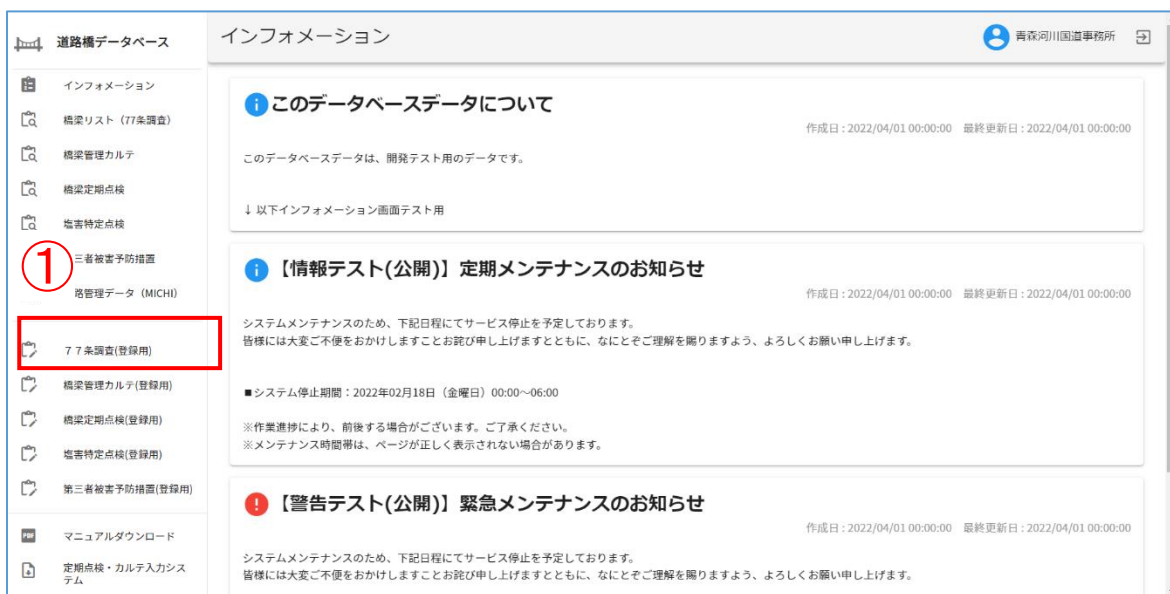 道路橋データベース
インフォメーション
橋梁リスト（77条調査）
橋梁管理カルテ
橋梁定期点検
塩害特定点検
①
三者被害予防措置
路管理データ（MICHI）
７７条調査(登録用)
橋梁管理カルテ(登録用)
橋梁定期点検(登録用)
塩害特定点検(登録用)
第三者被害予防措置(登録用)
PDF
マニュアルダウンロード
定期点検・カルテ入力シス
テム
インフォメーション
青森河川国道事務所
このデータベースデータについて
作成日 : 2022/04/01 00:00:00 最終更新日 : 2022/04/01 00:00:00
このデータベースデータは、開発テスト用のデータです。
↓以下インフォメーション画面テスト用
【情報テスト(公開)】定期メンテナンスのお知らせ
作成日 : 2022/04/01 00:00:00 最終更新日 : 2022/04/01 00:00:00
システムメンテナンスのため、下記日程にてサービス停止を予定しております。
皆様には大変ご不便をおかけしますことお詫び申し上げますとともに、なにとぞご理解を賜りますよう、よろしくお願い申し上げます。
■システム停止期間：2022年02月18日（金曜日）00:00～06:00
※作業進捗により、前後する場合がございます。ご了承ください。
※メンテナンス時間帯は、ページが正しく表示されない場合があります。
【警告テスト(公開)】緊急メンテナンスのお知らせ
作成日 : 2022/04/01 00:00:00 最終更新日 : 2022/04/01 00:00:00
システムメンテナンスのため、下記日程にてサービス停止を予定しております。
皆様には大変ご不便をおかけしますことお詫び申し上げますとともに、なにとぞご理解を賜りますよう、よろしくお願い申し上げます。